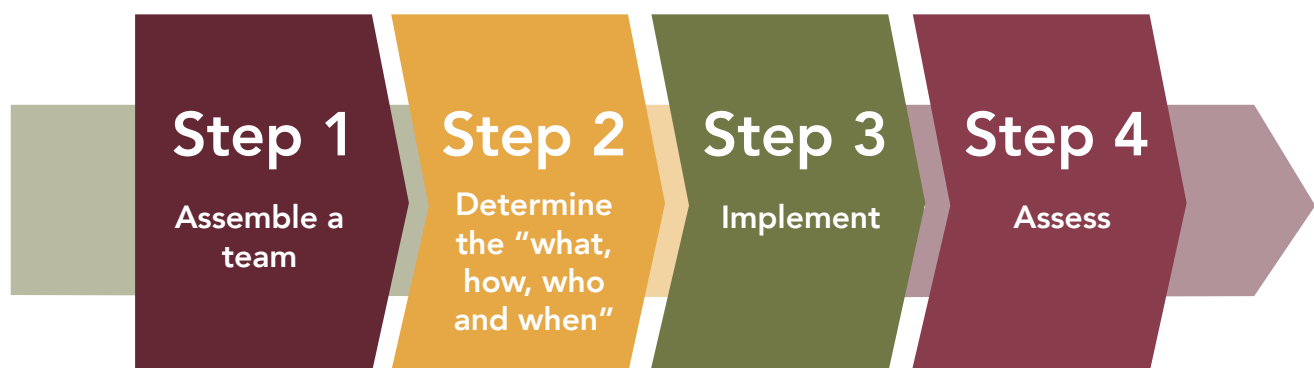 Step 1
Assemble a
team
Step 2
Determine
the “what,
how, who
and when”
Step 3
Implement
Step 4
Assess